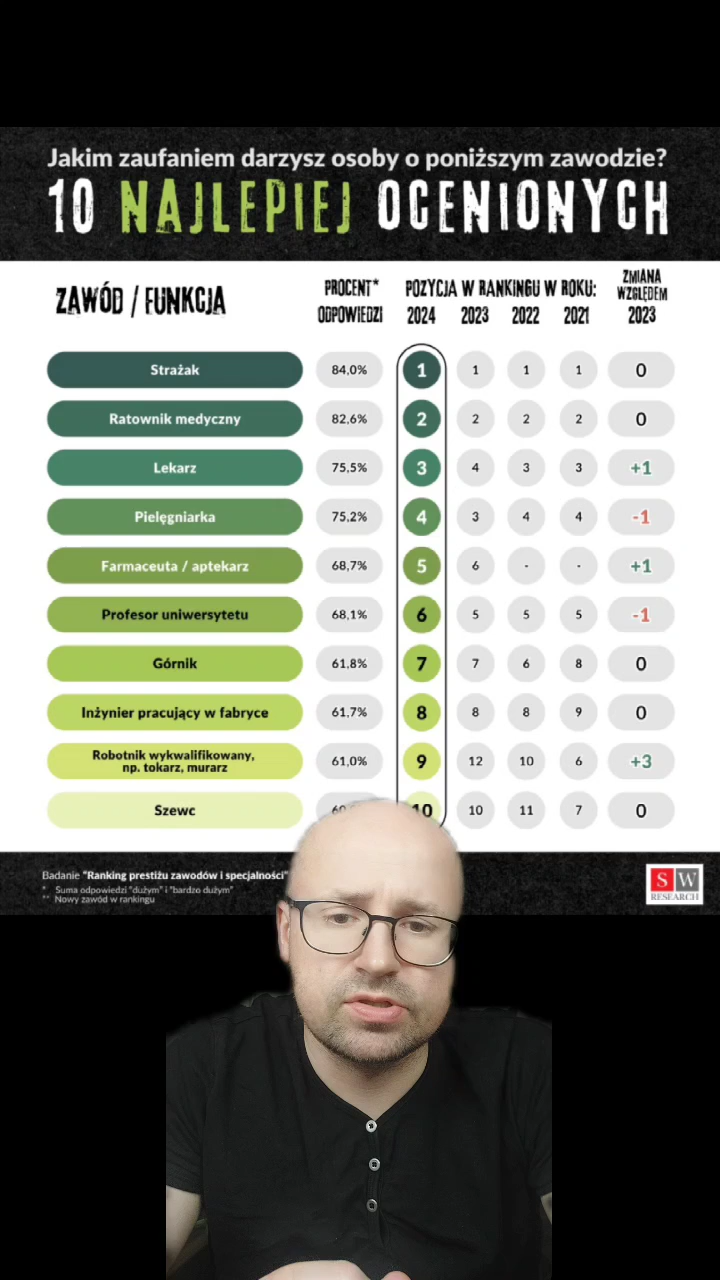 Jakim zaufaniem darzysz osoby o poniższym zawodzie?
10 NAJLEPIEJ OCENIONYCH
ZAWÓD / FUNKCJA
PROCENT*
ODPOWIEDZI
POZYCJA W RANKINGU W ROKU:
2024 2023 2022 2021
ZMIANA
WZGLĘDEM
2023
Strażak 84,0% 1 1 1 1 0
Ratownik medyczny 82,6% 2 2 2 2 0
Lekarz 75,5% 3 4 3 3 +1
Pielęgniarka 75,2% 4 3 4 4 -1
Farmaceuta / aptekarz 68,7% 5 6 - - +1
Profesor uniwersytetu 68,1% 6 5 5 5 -1
Górnik 61,8% 7 7 6 8 0
Inżynier pracujący w fabryce 61,7% 8 8 8 9 0
Robotnik wykwalifikowany,
np. tokarz, murarz 61,0% 9 12 10 6 +3
Szewc 10 10 11 7 0
Badanie "Ranking prestiżu zawodów i specjalności"
* Suma odpowiedzi "dużym" i "bardzo dużym"
** Nowy zawód w rankingu
SW
RESEARCH